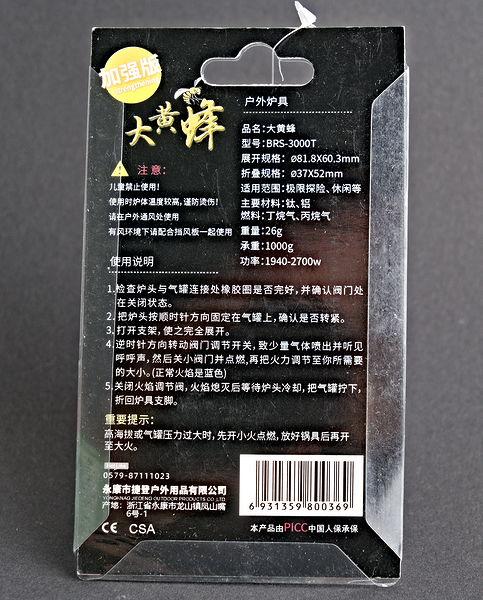 加强版
strengthened
大黄蜂
户外炉具
品名：大黄蜂
型号：BRS-3000T
展开规格：ø81.8X60.3mm
折叠规格：ø37X52mm
适用范围：极限探险、休闲等
主要材料：钛、铝
燃料：丁烷气、丙烷气
重量：26g
承重：1000g
功率：1940-2700w
注意：
儿童禁止使用！
使用时炉体温度较高，谨防烫伤！
请在户外通风处使用
有风环境下请配合挡风板一起使用
使用说明
1.检查炉头与气罐连接处橡胶圈是否完好，并确认阀门处
在关闭状态。
2.把炉头按顺时针方向固定在气罐上，确认是否转紧。
3.打开支架，使之完全展开。
4.逆时针方向转动阀门调节开关，致少量气体喷出并听见
呼呼声，然后关小阀门并点燃，再把火力调节至你所需要
的大小。(正常火焰是蓝色)
5.关闭火焰调节阀，火焰熄灭后等待炉头冷却，把气罐拧下，
折回炉具支脚。
重要提示：
高海拔或气罐压力过大时，先开小火点燃，放好锅具后再开
至大火。
0579-87111023
永康市捷登户外用品有限公司
YONGKANG JIEDENG OUTDOOR PRODUCTS CO.,LTD
产地：浙江省永康市龙山镇凤山嘴
6号-1
CE CSA
6 931359 800369
本产品由PICC中国人保承保